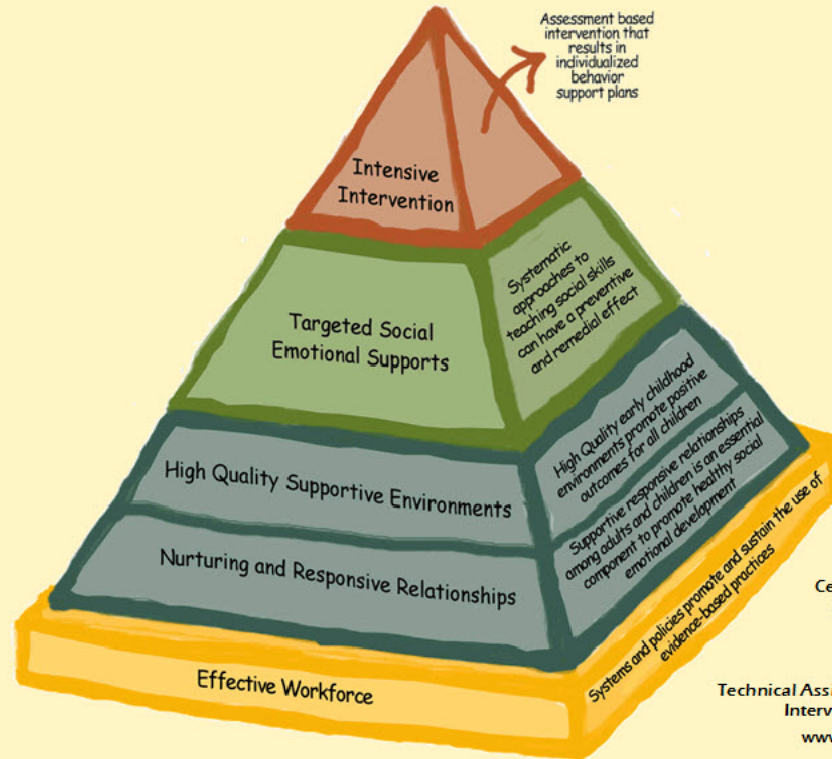 Assessment based
intervention that
results in
individualized
behavior
support plans
Intensive
Intervention
Systematic
approaches to
teaching social skills
can have a preventive
and remedial effect
Targeted Social
Emotional Supports
High Quality early childhood
environments promote positive
outcomes for all children
High Quality Supportive Environments
Supportive responsive relationships
among adults and children is an essential
component to promote healthy social
emotional development
Nurturing and Responsive Relationships
Systems and policies promote and sustain the use of
evidence-based practices
Effective Workforce
Technical